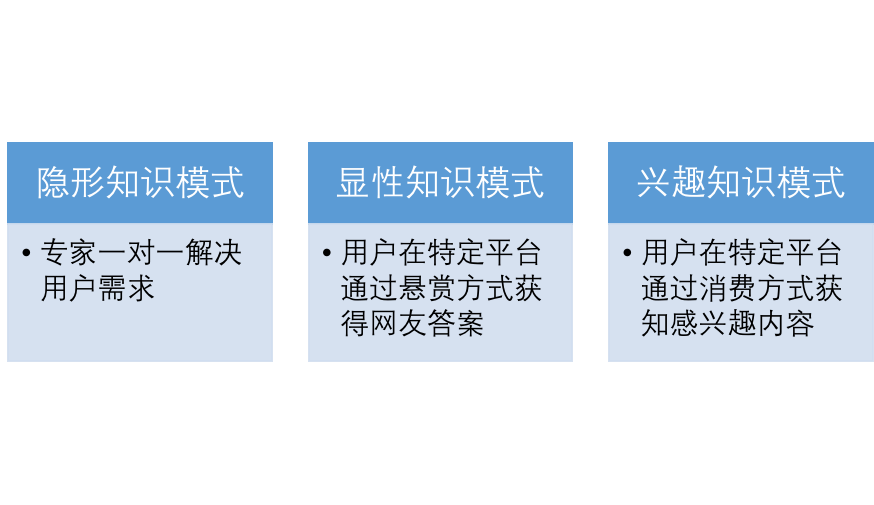 隐形知识模式
• 专家一对一解决
用户需求
显性知识模式
• 用户在特定平台
通过悬赏方式获
得网友答案
兴趣知识模式
• 用户在特定平台
通过消费方式获
知感兴趣内容